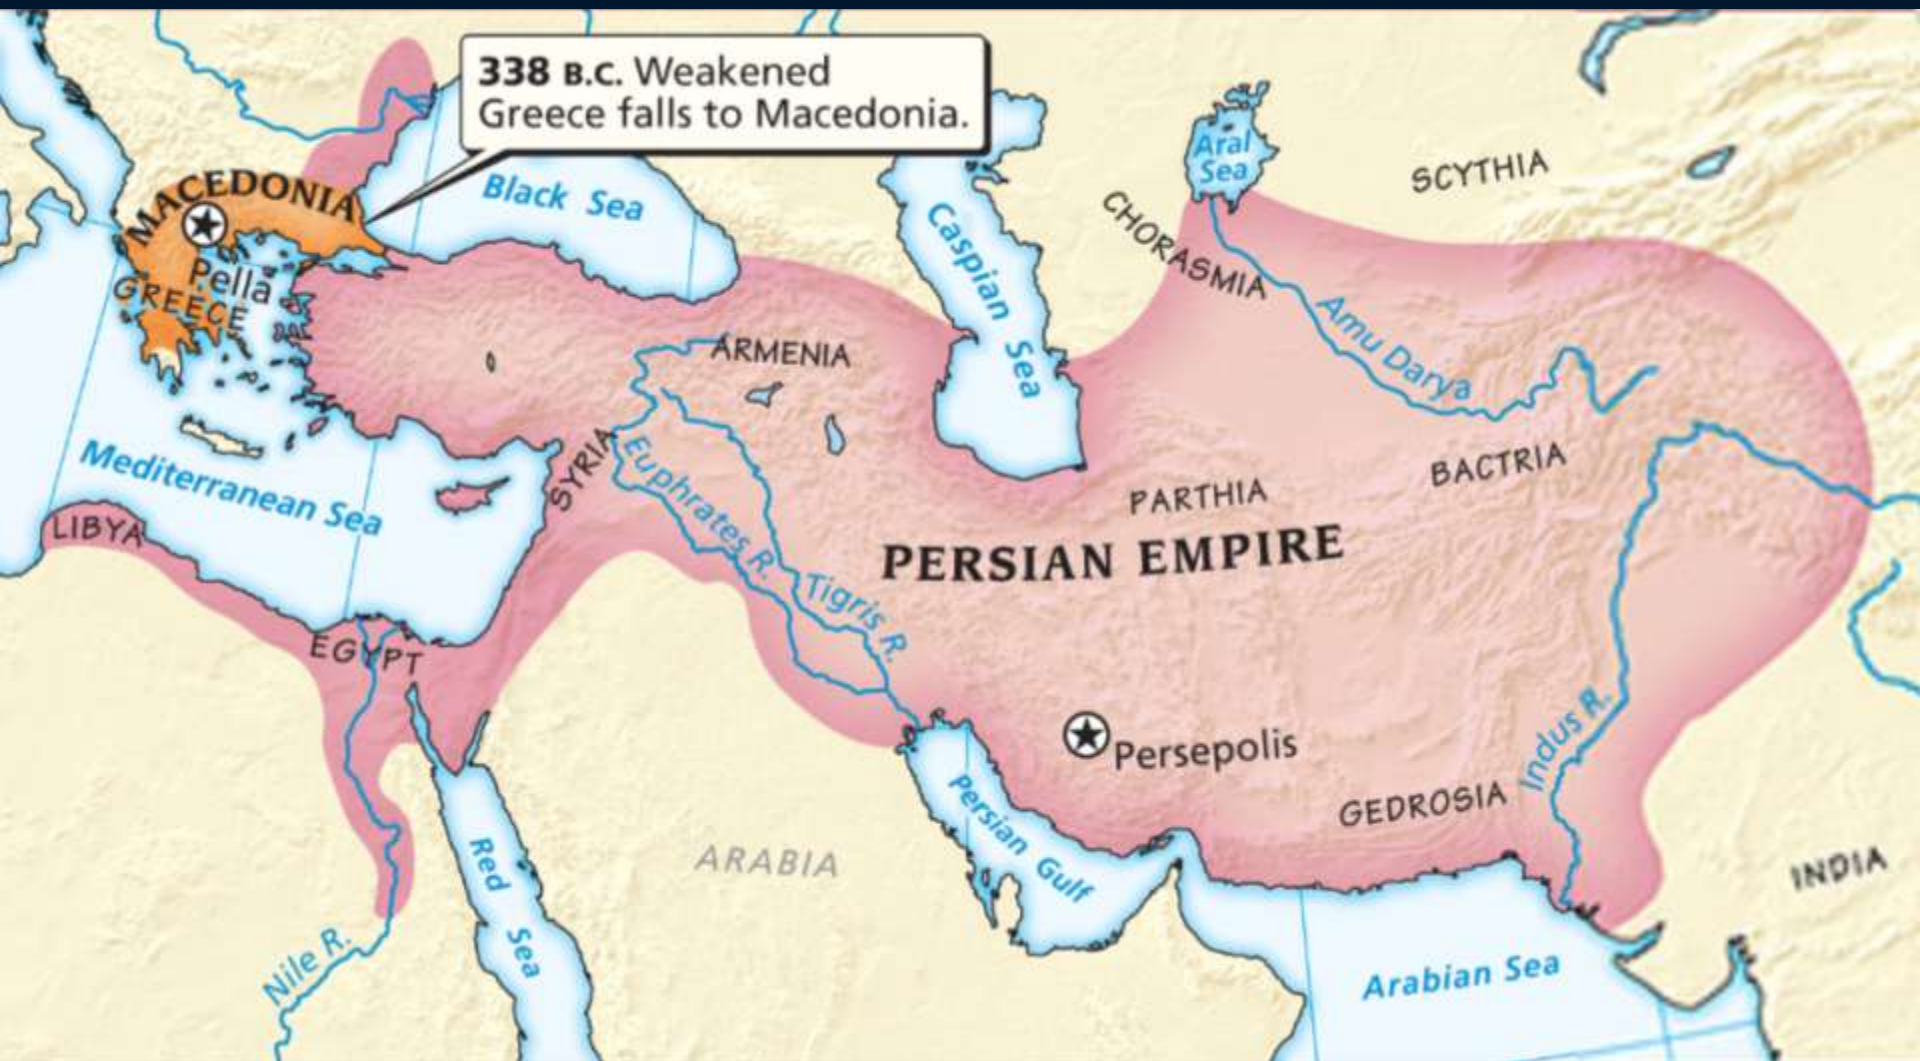 338 B.C. Weakened
Greece falls to Macedonia.
Aral
Sea
SCYTHIA
MACEDONIA
Black Sea
CHORASMIA
Caspian Sea
Pella
GREECE
Amu Darya
ARMENIA
Mediterranean Sea
SYRIA
Euphrates R.
BACTRIA
PARTHIA
LIBYA
PERSIAN EMPIRE
Tigris R.
EGYPT
Indus R.
Persepolis
GEDROSIA
Persian Gulf
Red Sea
ARABIA
INDIA
Nile R.
Arabian Sea